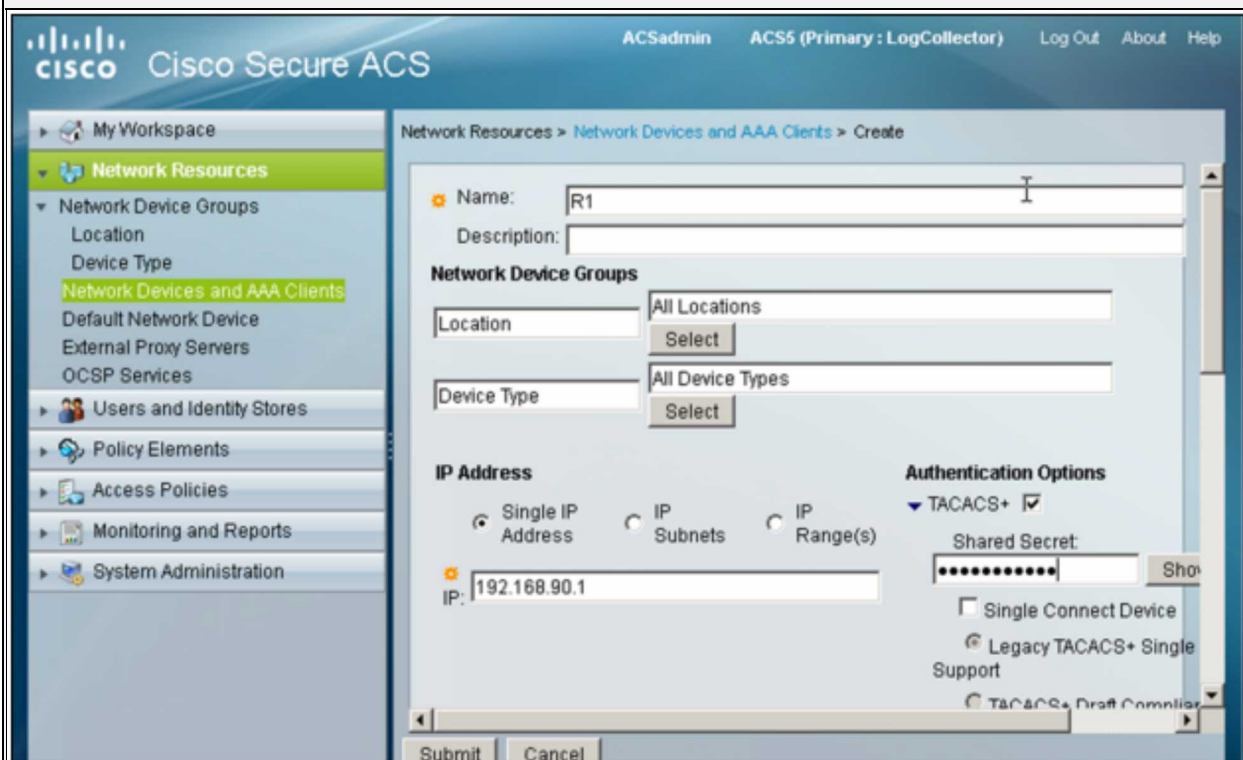 ACSadmin ACS5 (Primary : LogCollector) Log Out About Help
CISCO Cisco Secure ACS
My Workspace
Network Resources
Network Device Groups
Location
Device Type
Network Devices and AAA Clients
Default Network Device
External Proxy Servers
OCSP Services
Users and Identity Stores
Policy Elements
Access Policies
Monitoring and Reports
System Administration
Network Resources > Network Devices and AAA Clients > Create
Name: R1
Description:
Network Device Groups
Location All Locations
Select
Device Type All Device Types
Select
IP Address
Single IP Address
IP Subnets
IP Range(s)
IP: 192.168.90.1
Authentication Options
TACACS+
Shared Secret:
••••••••••• Show
Single Connect Device
Legacy TACACS+ Single
Support
TACACS+ Draft
Submit Cancel